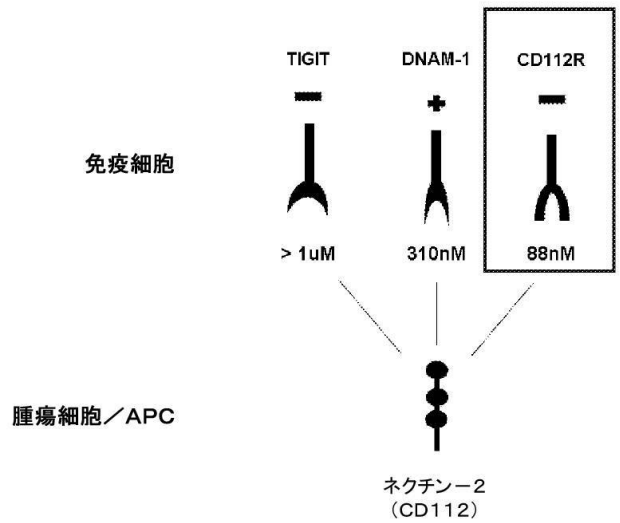 TIGIT DNAM-1 CD112R
− + −
免疫細胞
> 1uM 310nM 88nM
腫瘍細胞／APC
ネクチン－2
（CD112）